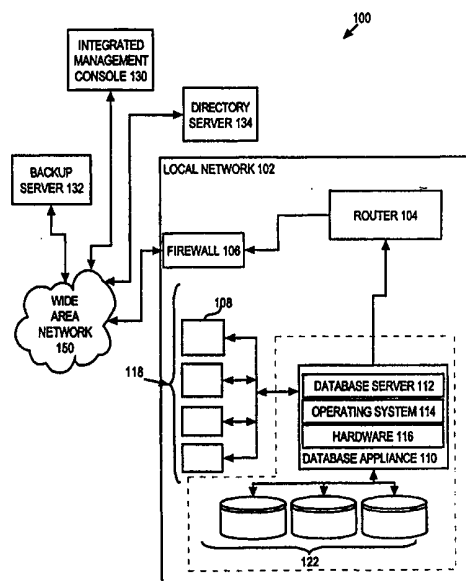 100
INTEGRATED
MANAGEMENT
CONSOLE 130
DIRECTORY
SERVER 134
BACKUP
SERVER 132
LOCAL NETWORK 102
ROUTER 104
FIREWALL 106
WIDE
AREA
NETWORK
150
108
118
DATABASE SERVER 112
OPERATING SYSTEM 114
HARDWARE 116
DATABASE APPLIANCE 110
122